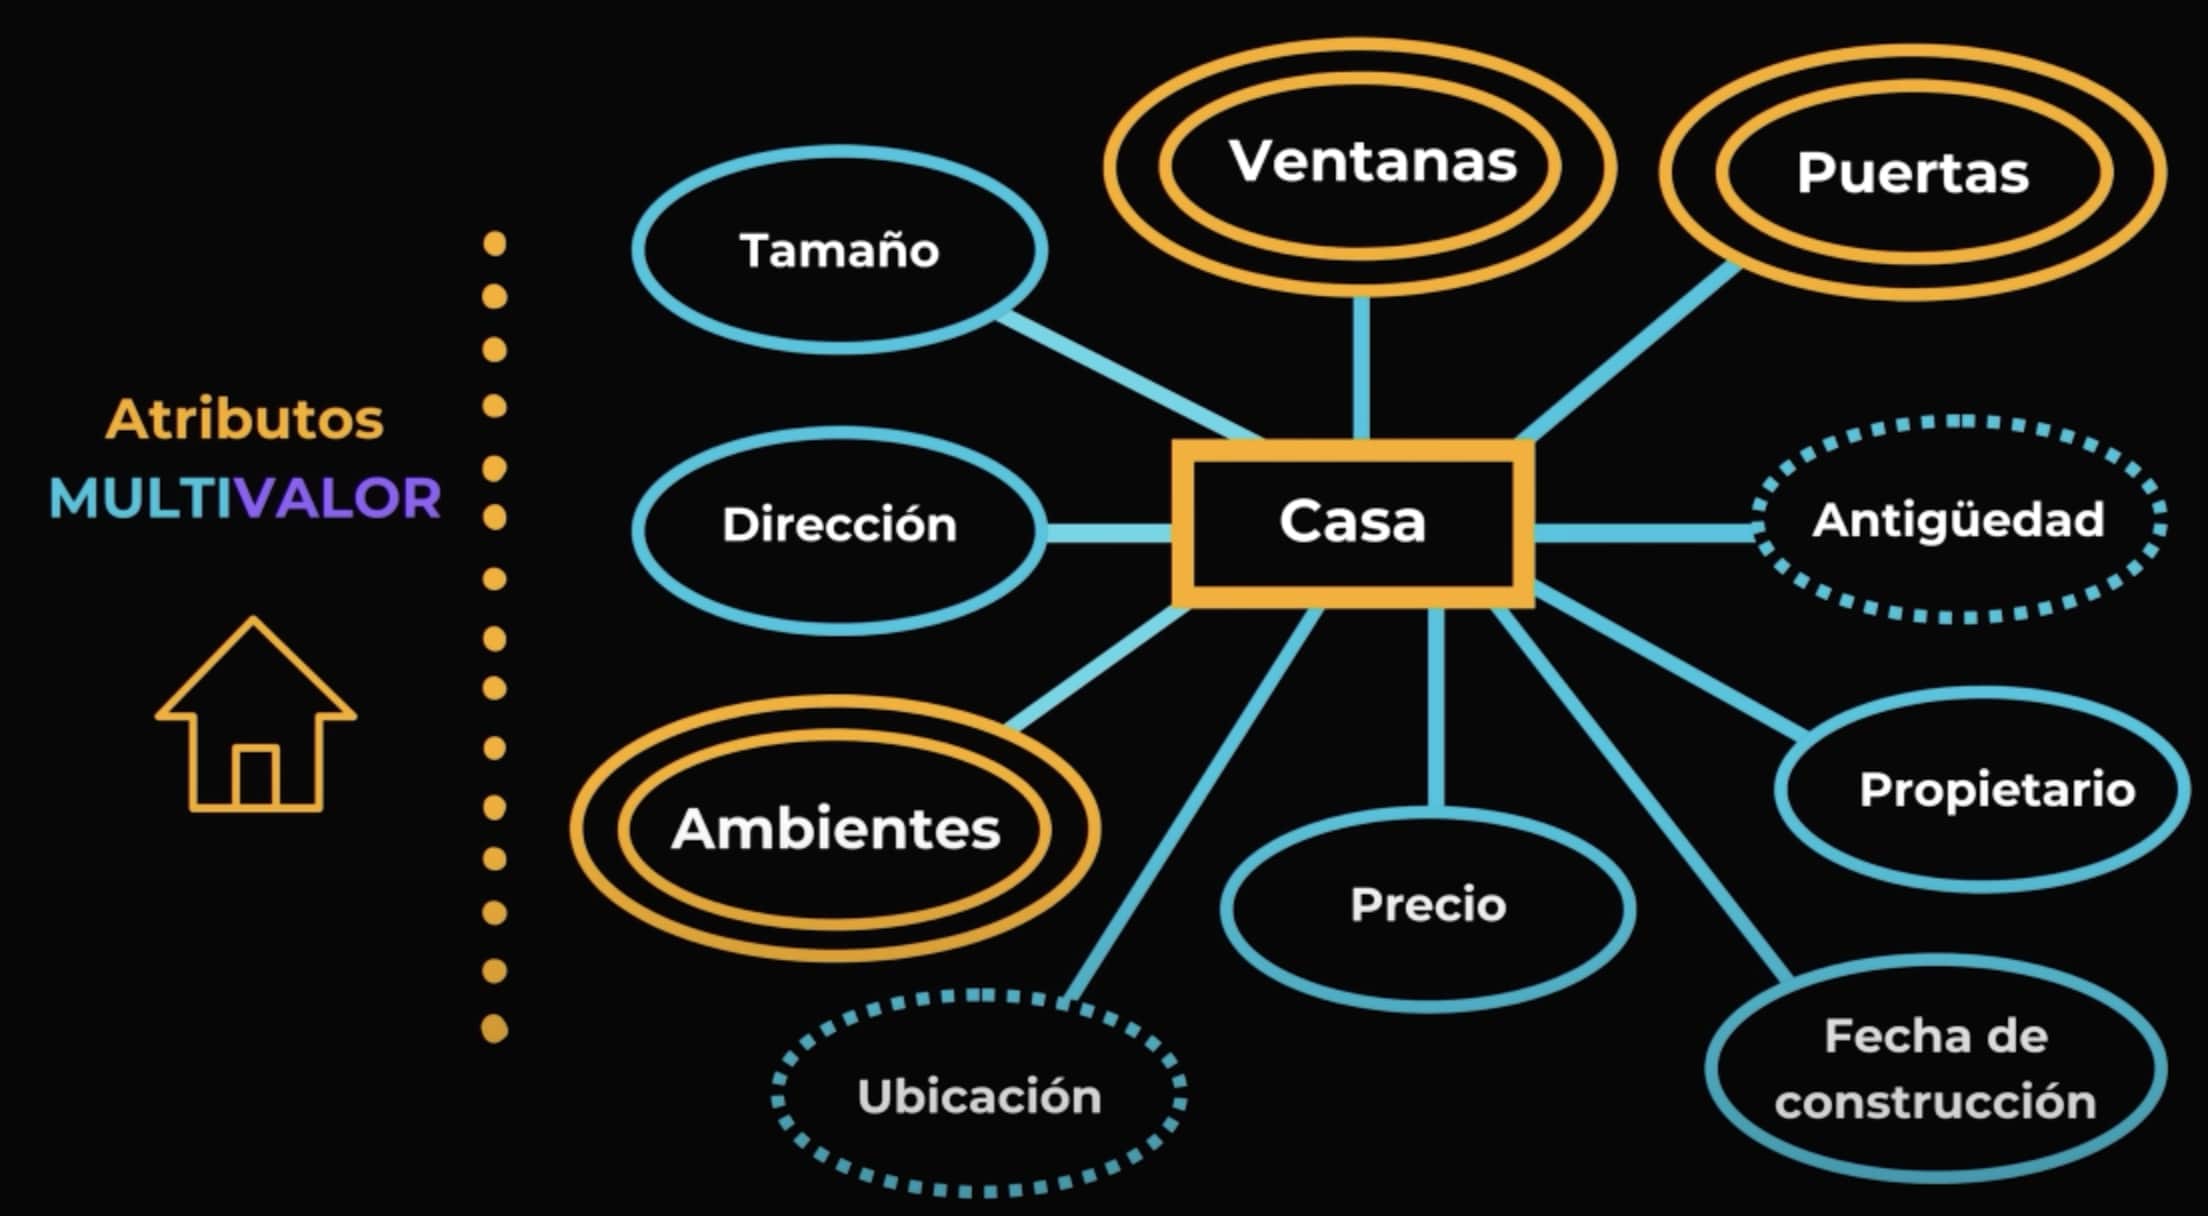 Atributos
MULTIVALOR
Ventanas
Puertas
Tamaño
Dirección
Casa
Antigüedad
Ambientes
Propietario
Precio
Ubicación
Fecha de
construcción